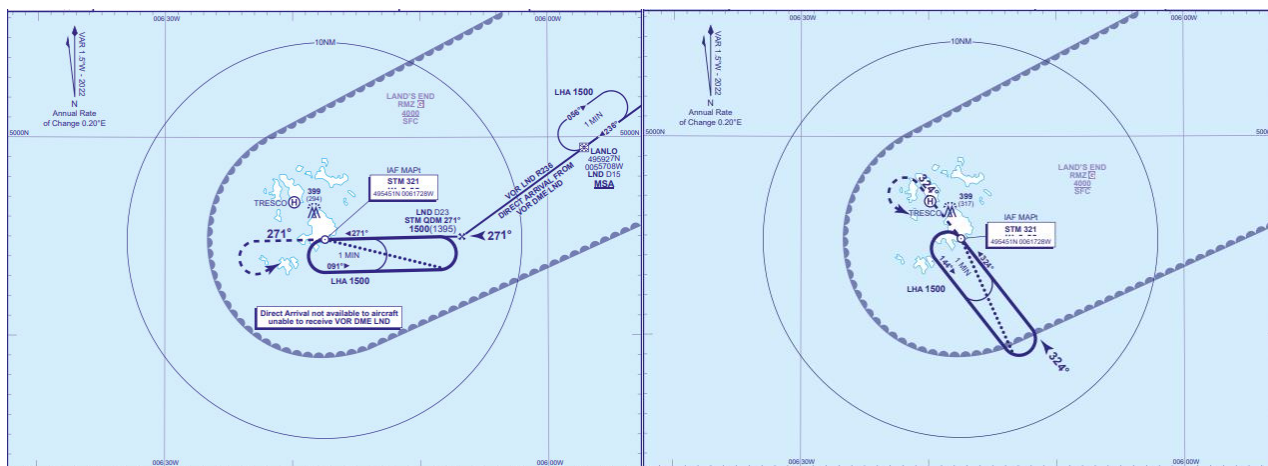 006:30W
006:00W
10NM
VAR 1.5°W - 2022
N
Annual Rate
of Change 0.20°E
5000N
5000N
LAND'S END
RMZ G
4000
SFC
LHA 1500
056°
1 MIN
236°
LANLO
495927N
0055708W
LND D15
MSA
VOR LND R236
DIRECT ARRIVAL FROM
VOR DME LND
IAF MAPt
STM 321
495451N 0061728W
399
(294)
TRESCO
H
LND D23
STM QDM 271°
1500(1395)
271°
271°
271°
1 MIN
091°
LHA 1500
Direct Arrival not available to aircraft
unable to receive VOR DME LND
006:30W
006:00W
006:30W
006:00W
10NM
VAR 1.5°W - 2022
N
Annual Rate
of Change 0.20°E
5000N
5000N
LAND'S END
RMZ G
4000
SFC
324°
399
(317)
TRESCO
H
IAF MAPt
STM 321
495451N 0061728W
324°
1 MIN
144°
LHA 1500
324°
006:30W
006:00W